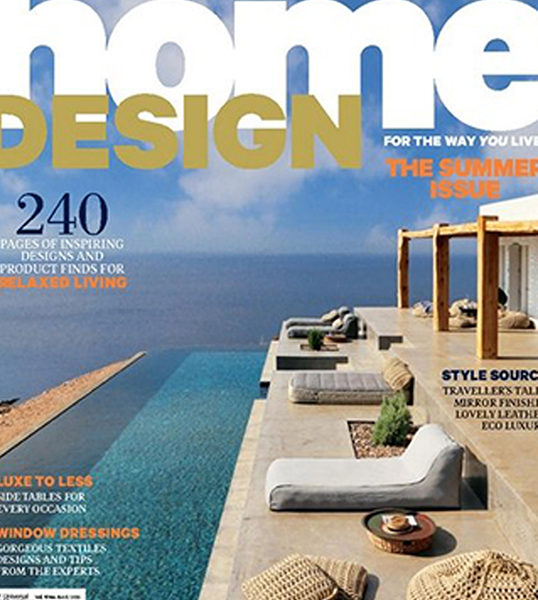 home
DESIGN
FOR THE WAY YOU LIVE
THE SUMMER
ISSUE
240
PAGES OF INSPIRING
DESIGNS AND
PRODUCT FINDS FOR
RELAXED LIVING
STYLE SOURC
TRAVELLER'S TAL
MIRROR FINISH
LOVELY LEATHE
ECO LUXUR
LUXE TO LESS
SIDE TABLES FOR
EVERY OCCASION
WINDOW DRESSINGS
GORGEOUS TEXTILES
DESIGNS AND TIPS
FROM THE EXPERTS